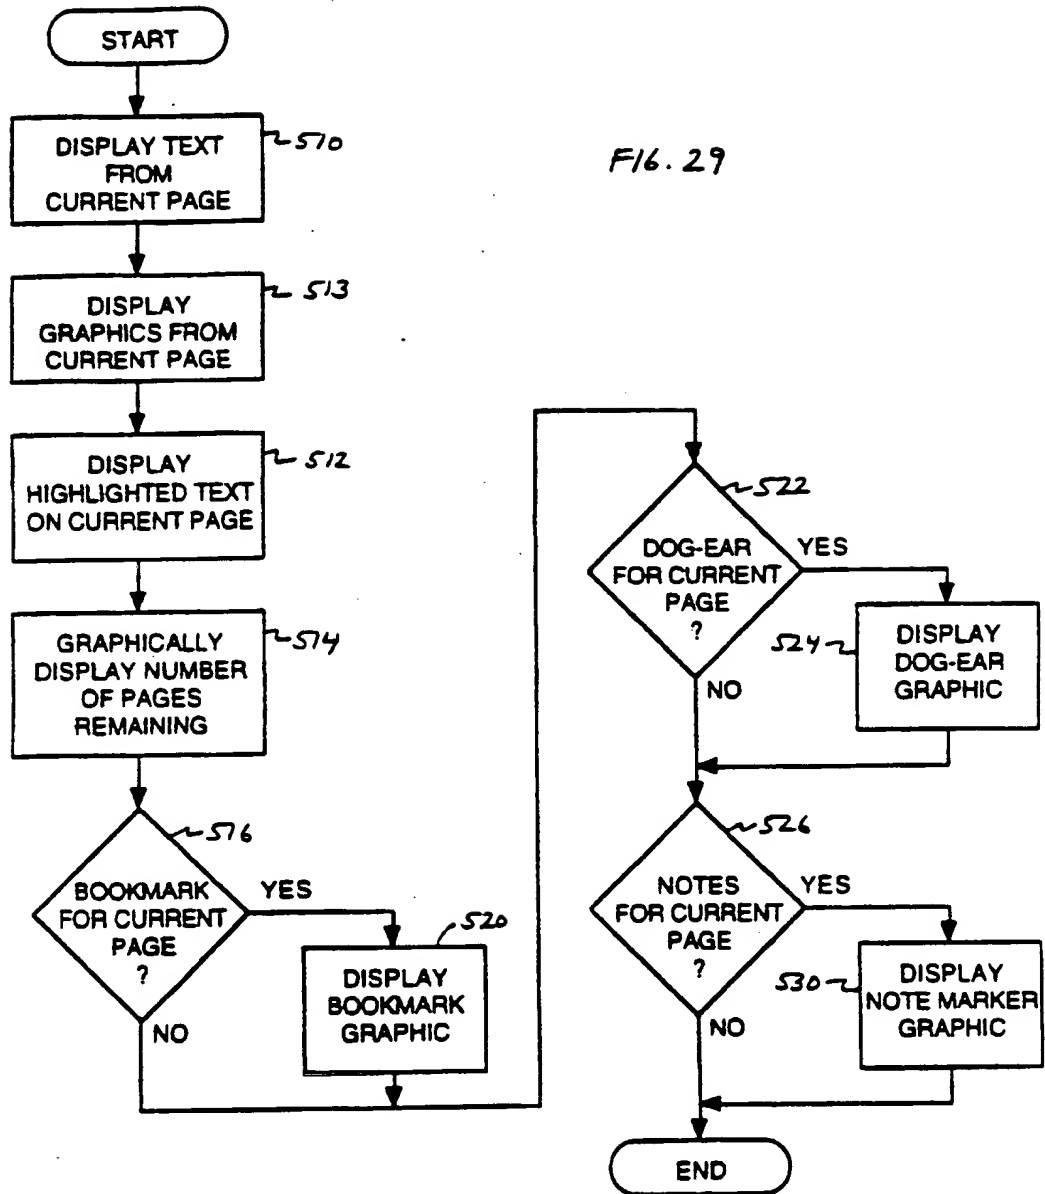 START
DISPLAY TEXT
FROM
CURRENT PAGE
510
FIG. 29
DISPLAY
GRAPHICS FROM
CURRENT PAGE
513
DISPLAY
HIGHLIGHTED TEXT
ON CURRENT PAGE
512
GRAPHICALLY
DISPLAY NUMBER
OF PAGES
REMAINING
514
BOOKMARK
FOR CURRENT
PAGE
?
516
YES
NO
DISPLAY
BOOKMARK
GRAPHIC
520
DOG-EAR
FOR CURRENT
PAGE
?
522
YES
NO
DISPLAY
DOG-EAR
GRAPHIC
524
NOTES
FOR CURRENT
PAGE
?
526
YES
NO
DISPLAY
NOTE MARKER
GRAPHIC
530
END